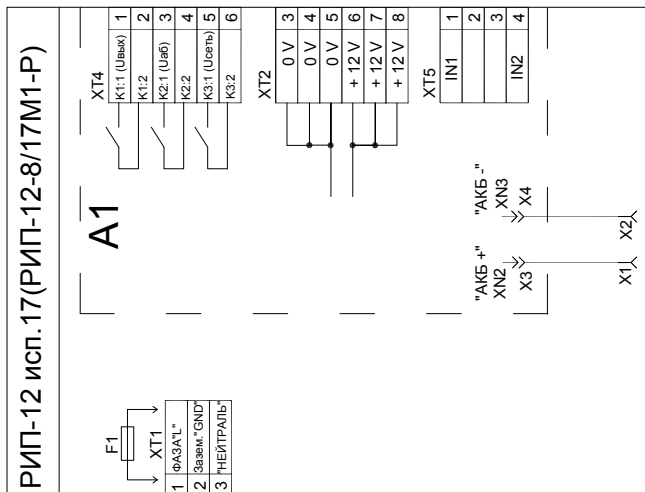 РИП-12 исп.17(РИП-12-8/17М1-Р)
A1
XT4
K1:1 (Uвых) 1
K1:2 2
K2:1 (Uаб) 3
K2:2 4
K3:1 (Uсеть) 5
K3:2 6
XT2
0 V 3
0 V 4
0 V 5
+ 12 V 6
+ 12 V 7
+ 12 V 8
XT5
IN1 1
2
3
IN2 4
"АКБ -"
XN3
X4
X2
"АКБ +"
XN2
X3
X1
F1
XT1
1 ФАЗА"L"
2 Зазем."GND"
3 "НЕЙТРАЛЬ"